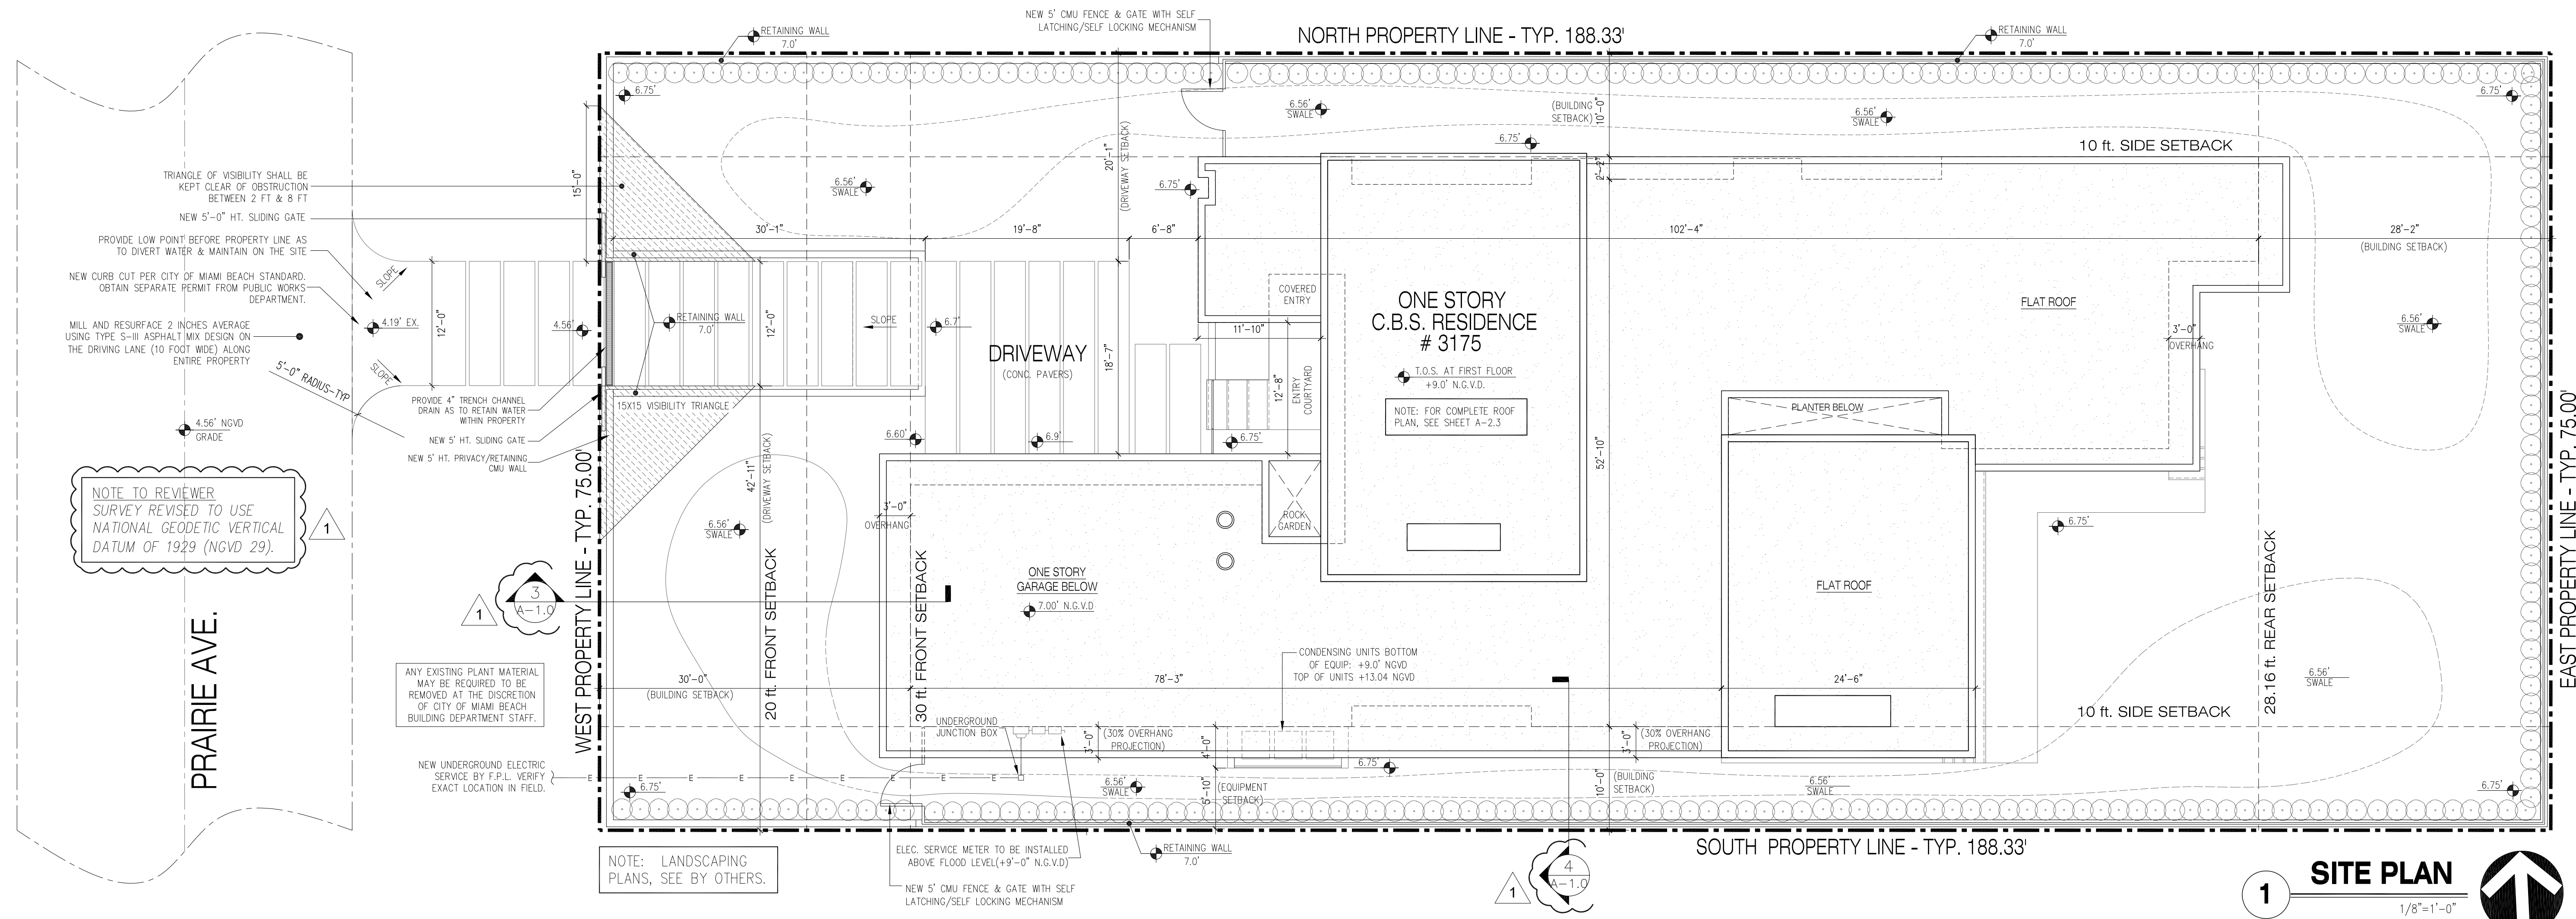 NEW 5' CMU FENCE & GATE WITH SELF
LATCHING/SELF LOCKING MECHANISM
RETAINING WALL
7.0'
NORTH PROPERTY LINE - TYP. 188.33'
RETAINING WALL
7.0'
6.75'
6.56'
SWALE
(BUILDING
SETBACK)
10'-0"
6.56'
SWALE
6.75'
6.75'
10 ft. SIDE SETBACK
TRIANGLE OF VISIBILITY SHALL BE
KEPT CLEAR OF OBSTRUCTION
BETWEEN 2 FT & 8 FT
15'-0"
6.56'
SWALE
20'-1"
(DRIVEWAY SETBACK)
6.75'
2'-2"
NEW 5'-0" HT. SLIDING GATE
30'-1"
19'-8"
6'-8"
102'-4"
28'-2"
(BUILDING SETBACK)
PROVIDE LOW POINT BEFORE PROPERTY LINE AS
TO DIVERT WATER & MAINTAIN ON THE SITE
SLOPE
NEW CURB CUT PER CITY OF MIAMI BEACH STANDARD.
OBTAIN SEPARATE PERMIT FROM PUBLIC WORKS
DEPARTMENT.
4.19' EX.
12'-0"
4.56'
RETAINING WALL
7.0'
12'-0"
SLOPE
6.7'
COVERED
ENTRY
11'-10"
ONE STORY
C.B.S. RESIDENCE
# 3175
FLAT ROOF
6.56'
SWALE
MILL AND RESURFACE 2 INCHES AVERAGE
USING TYPE S-III ASPHALT MIX DESIGN ON
THE DRIVING LANE (10 FOOT WIDE) ALONG
ENTIRE PROPERTY
SLOPE
5'-0" RADIUS-TYP
DRIVEWAY
(CONC. PAVERS)
18'-7"
12'-8"
ENTRY
COURTYARD
T.O.S. AT FIRST FLOOR
+9.0' N.G.V.D.
3'-0"
OVERHANG
PROVIDE 4" TRENCH CHANNEL
DRAIN AS TO RETAIN WATER
WITHIN PROPERTY
15X15 VISIBILITY TRIANGLE
NOTE: FOR COMPLETE ROOF
PLAN, SEE SHEET A-2.3
PLANTER BELOW
4.56' NGVD
GRADE
NEW 5' HT. SLIDING GATE
NEW 5' HT. PRIVACY/RETAINING
CMU WALL
6.60'
6.9'
6.75'
42'-11"
(DRIVEWAY SETBACK)
52'-10"
WEST PROPERTY LINE - TYP. 75.00'
EAST PROPERTY LINE - TYP. 75.00'
NOTE TO REVIEWER
SURVEY REVISED TO USE
NATIONAL GEODETIC VERTICAL
DATUM OF 1929 (NGVD 29).
1
6.56'
SWALE
3'-0"
OVERHANG
ROCK
GARDEN
6.75'
20 ft. FRONT SETBACK
30 ft. FRONT SETBACK
28.16 ft. REAR SETBACK
3
A-1.0
1
ONE STORY
GARAGE BELOW
7.00' N.G.V.D
FLAT ROOF
PRAIRIE AVE.
ANY EXISTING PLANT MATERIAL
MAY BE REQUIRED TO BE
REMOVED AT THE DISCRETION
OF CITY OF MIAMI BEACH
BUILDING DEPARTMENT STAFF.
30'-0"
(BUILDING SETBACK)
78'-3"
CONDENSING UNITS BOTTOM
OF EQUIP: +9.0' NGVD
TOP OF UNITS +13.04 NGVD
24'-6"
6.56'
SWALE
10 ft. SIDE SETBACK
UNDERGROUND
JUNCTION BOX
3'-0"
(30% OVERHANG
PROJECTION)
4'-0"
3'-0"
(30% OVERHANG
PROJECTION)
NEW UNDERGROUND ELECTRIC
SERVICE BY F.P.L. VERIFY
EXACT LOCATION IN FIELD.
E E E E E E E E E
6.75'
6.56'
SWALE
5'-10"
(EQUIPMENT
SETBACK)
6.75'
10'-0"
(BUILDING
SETBACK)
6.56'
SWALE
6.75'
NOTE: LANDSCAPING
PLANS, SEE BY OTHERS.
ELEC. SERVICE METER TO BE INSTALLED
ABOVE FLOOD LEVEL(+9'-0" N.G.V.D)
RETAINING WALL
7.0'
NEW 5' CMU FENCE & GATE WITH SELF
LATCHING/SELF LOCKING MECHANISM
4
A-1.0
1
SOUTH PROPERTY LINE - TYP. 188.33'
1
SITE PLAN
1/8"=1'-0"